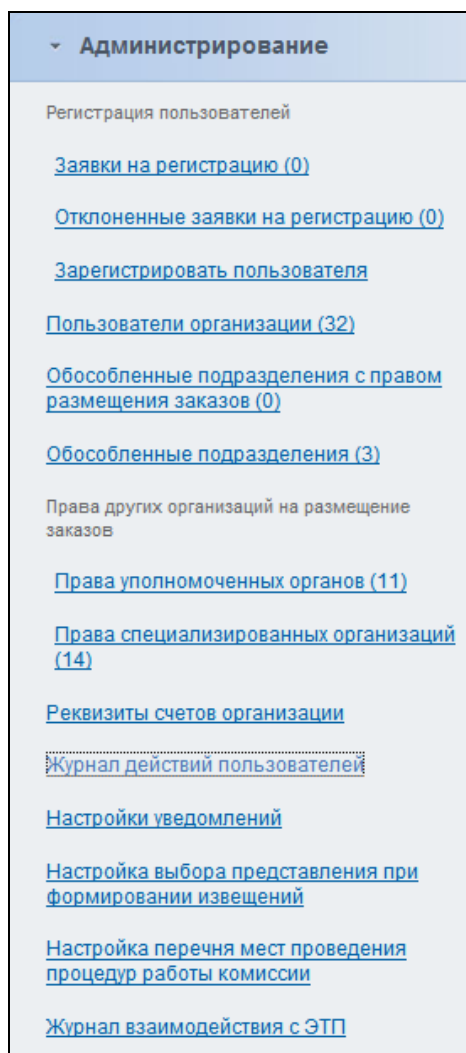 Администрирование
Регистрация пользователей
Заявки на регистрацию (0)
Отклоненные заявки на регистрацию (0)
Зарегистрировать пользователя
Пользователи организации (32)
Обособленные подразделения с правом
размещения заказов (0)
Обособленные подразделения (3)
Права других организаций на размещение
заказов
Права уполномоченных органов (11)
Права специализированных организаций
(14)
Реквизиты счетов организации
Журнал действий пользователей
Настройки уведомлений
Настройка выбора представления при
формировании извещений
Настройка перечня мест проведения
процедур работы комиссии
Журнал взаимодействия с ЭТП